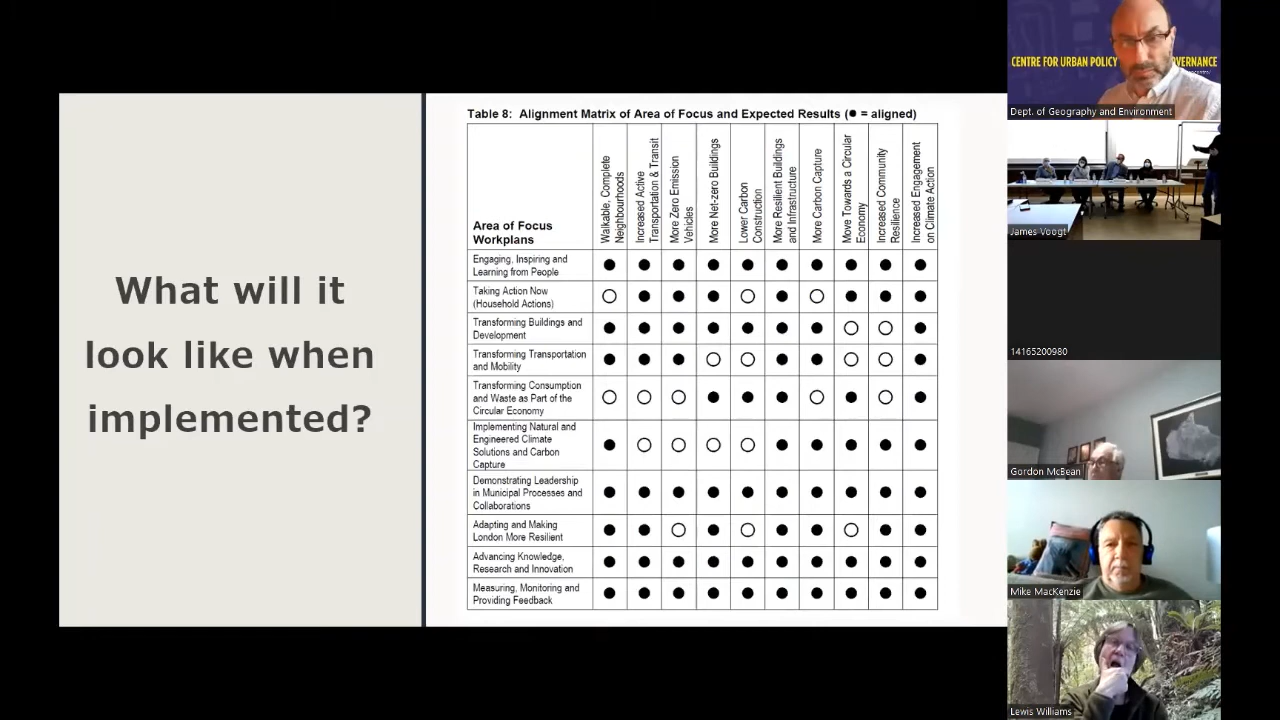 What will it
look like when
implemented?
Table 8: Alignment Matrix of Area of Focus and Expected Results (● = aligned)
Area of Focus
Workplans
Walkable, Complete
Neighbourhoods
Increased Active
Transportation & Transit
More Zero Emission
Vehicles
More Net-zero Buildings
Lower Carbon
Construction
More Resilient Buildings
and Infrastructure
More Carbon Capture
Move Towards a Circular
Economy
Increased Community
Resilience
Increased Engagement
on Climate Action
Engaging, Inspiring and
Learning from People
Taking Action Now
(Household Actions)
Transforming Buildings and
Development
Transforming Transportation
and Mobility
Transforming Consumption
and Waste as Part of the
Circular Economy
Implementing Natural and
Engineered Climate
Solutions and Carbon
Capture
Demonstrating Leadership
in Municipal Processes and
Collaborations
Adapting and Making
London More Resilient
Advancing Knowledge,
Research and Innovation
Measuring, Monitoring and
Providing Feedback
CENTRE FOR URBAN POLICY VERNANCE
Dept. of Geography and Environment
James Voogt
14165200980
Gordon McBean
Mike MacKenzie
Lewis Williams